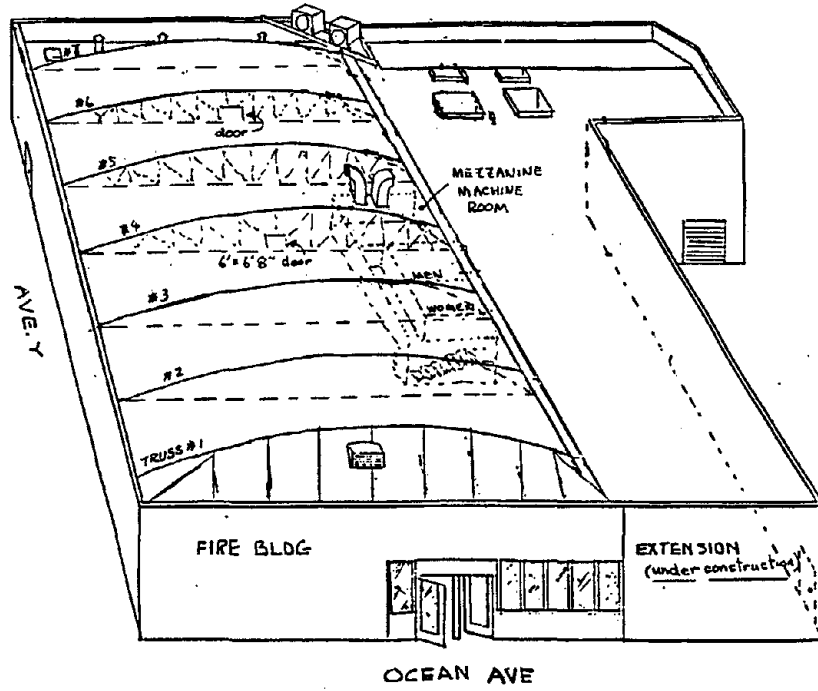 #7
#6
door
#5
MEZZANINE
MACHINE
ROOM
#4
6'×6'8" door
MEN
#3
WOMEN
AVE. Y
#2
TRUSS #1
FIRE BLDG
EXTENSION
(under construction)
OCEAN AVE